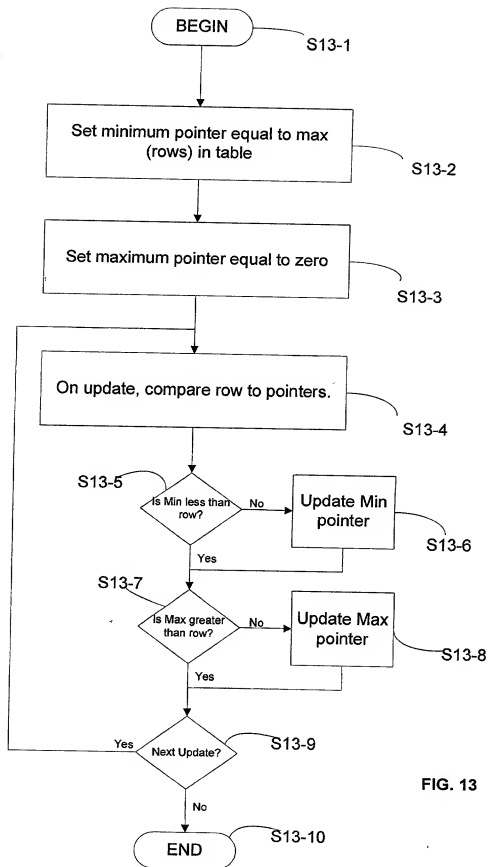 BEGIN
S13-1
Set minimum pointer equal to max
(rows) in table
S13-2
Set maximum pointer equal to zero
S13-3
On update, compare row to pointers.
S13-4
S13-5
Is Min less than
row?
No
Update Min
pointer
S13-6
Yes
S13-7
Is Max greater
than row?
No
Update Max
pointer
S13-8
Yes
S13-9
Yes
Next Update?
FIG. 13
No
S13-10
END